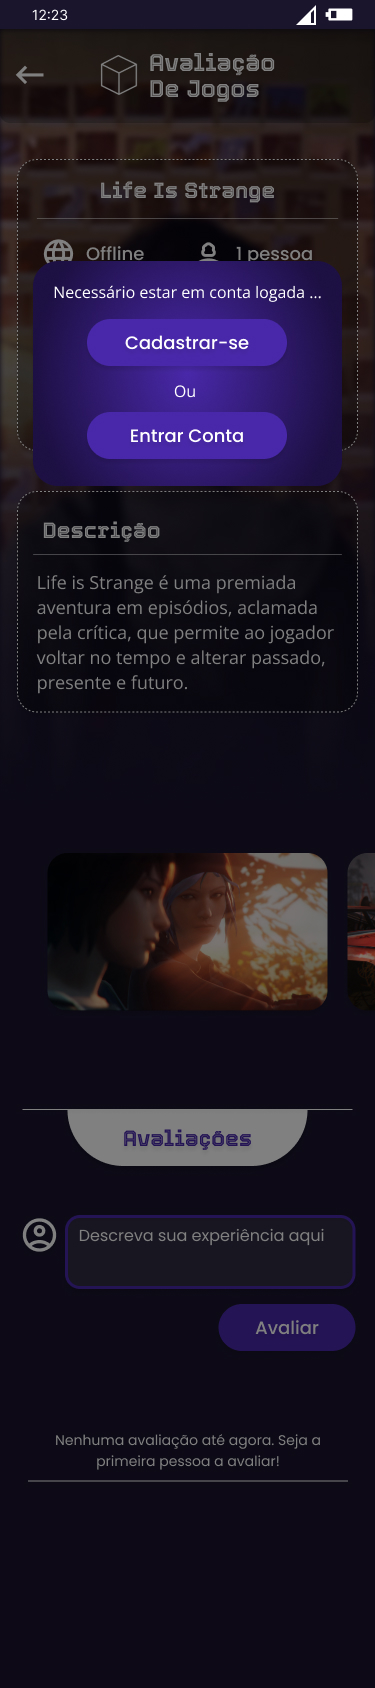 12:23
Avaliação
De Jogos
Life Is Strange
Offline
1 pessoa
Necessário estar em conta logada ...
Cadastrar-se
Ou
Entrar Conta
Descrição
Life is Strange é uma premiada
aventura em episódios, aclamada
pela crítica, que permite ao jogador
voltar no tempo e alterar passado,
presente e futuro.
Avaliações
Descreva sua experiência aqui
Avaliar
Nenhuma avaliação até agora. Seja a
primeira pessoa a avaliar!